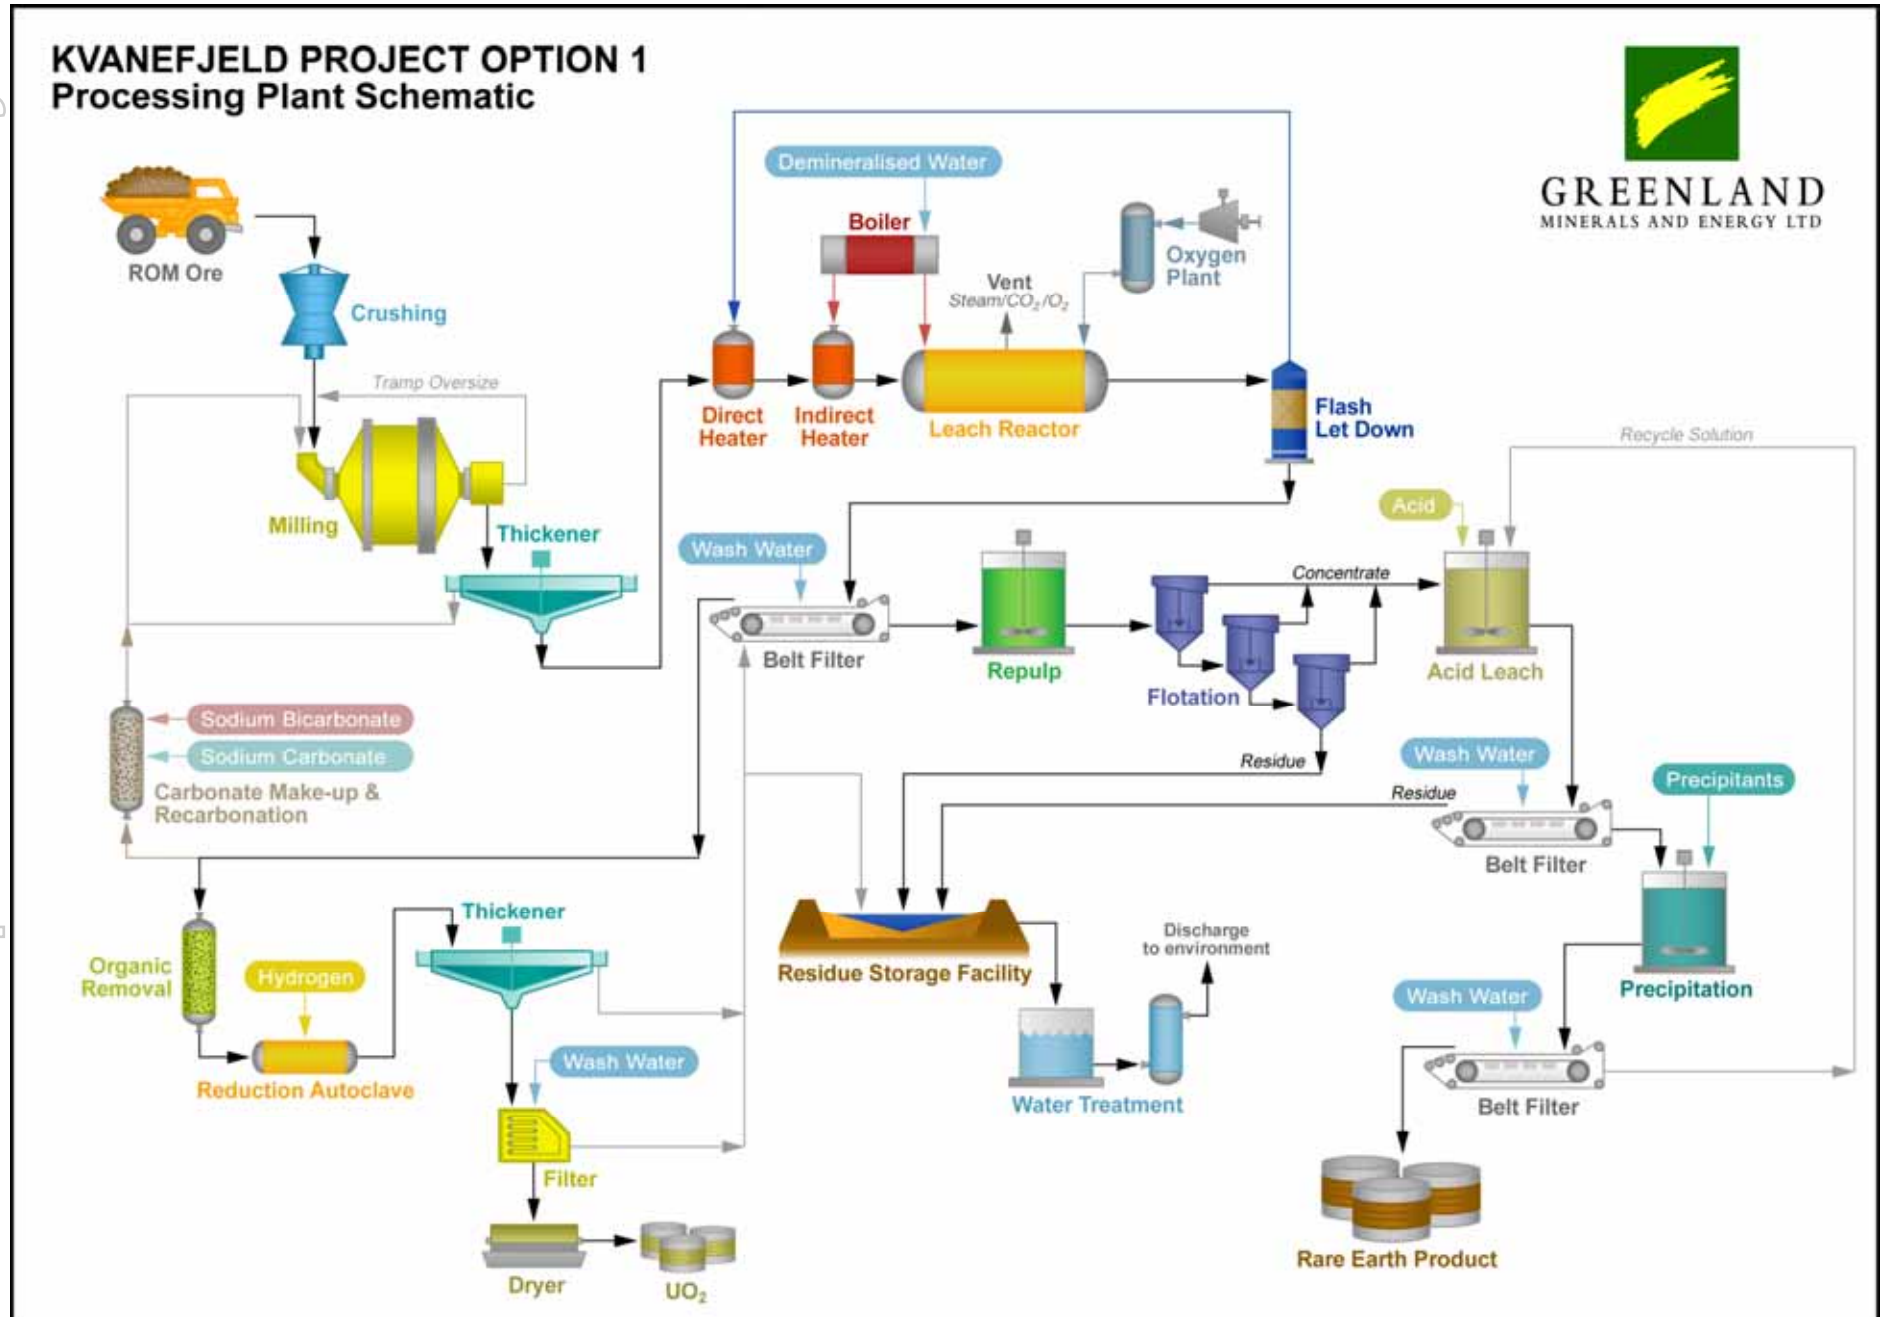 KVANEFJELD PROJECT OPTION 1
Processing Plant Schematic
GREENLAND
MINERALS AND ENERGY LTD
ROM Ore
Crushing
Tramp Oversize
Milling
Thickener
Demineralised Water
Boiler
Vent
Steam/CO₂/O₂
Oxygen
Plant
Direct
Heater
Indirect
Heater
Leach Reactor
Flash
Let Down
Recycle Solution
Acid
Wash Water
Belt Filter
Repulp
Concentrate
Flotation
Acid Leach
Sodium Bicarbonate
Sodium Carbonate
Carbonate Make-up &
Recarbonation
Residue
Residue
Wash Water
Precipitants
Belt Filter
Precipitation
Organic
Removal
Hydrogen
Reduction Autoclave
Thickener
Wash Water
Filter
Dryer
UO₂
Residue Storage Facility
Discharge
to environment
Water Treatment
Wash Water
Belt Filter
Rare Earth Product